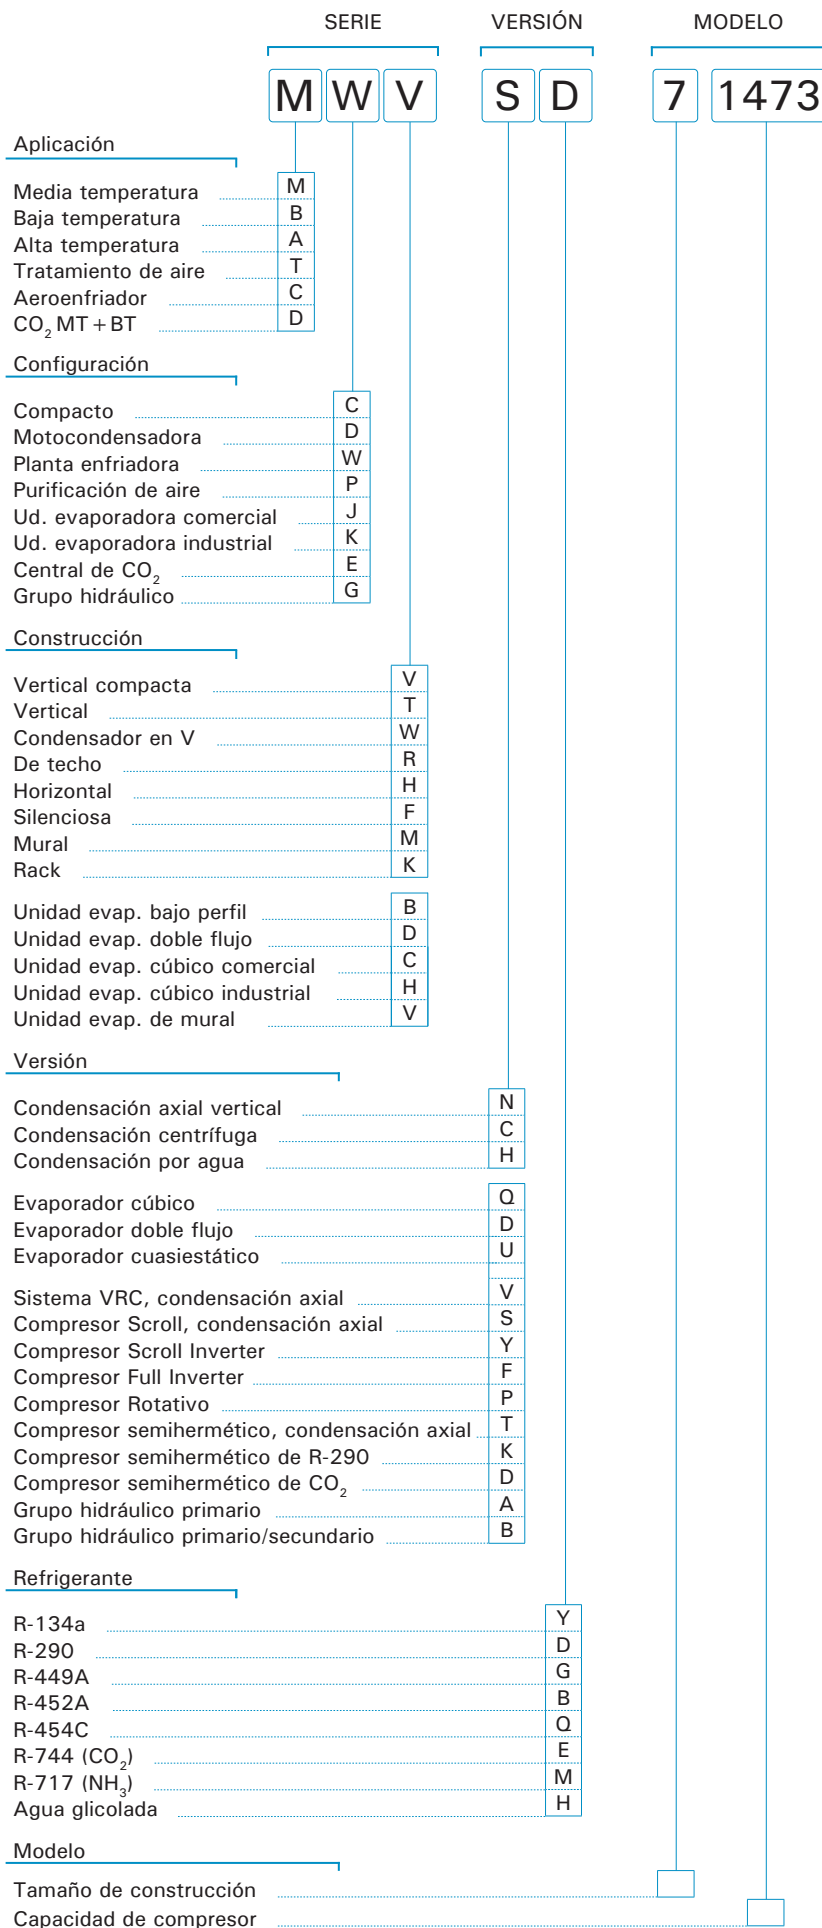 SERIE VERSIÓN MODELO
M W V S D 7 1473
Aplicación
Media temperatura M
Baja temperatura B
Alta temperatura A
Tratamiento de aire T
Aeroenfriador C
CO₂ MT+BT D
Configuración
Compacto C
Motocondensadora D
Planta enfriadora W
Purificación de aire P
Ud. evaporadora comercial J
Ud. evaporadora industrial K
Central de CO₂ E
Grupo hidráulico G
Construcción
Vertical compacta V
Vertical T
Condensador en V W
De techo R
Horizontal H
Silenciosa F
Mural M
Rack K
Unidad evap. bajo perfil B
Unidad evap. doble flujo D
Unidad evap. cúbico comercial C
Unidad evap. cúbico industrial H
Unidad evap. de mural V
Versión
Condensación axial vertical N
Condensación centrífuga C
Condensación por agua H
Evaporador cúbico Q
Evaporador doble flujo D
Evaporador cuasiestático U
Sistema VRC, condensación axial V
Compresor Scroll, condensación axial S
Compresor Scroll Inverter Y
Compresor Full Inverter F
Compresor Rotativo P
Compresor semihermético, condensación axial T
Compresor semihermético de R-290 K
Compresor semihermético de CO₂ D
Grupo hidráulico primario A
Grupo hidráulico primario/secundario B
Refrigerante
R-134a Y
R-290 D
R-449A G
R-452A B
R-454C Q
R-744 (CO₂) E
R-717 (NH₃) M
Agua glicolada H
Modelo
Tamaño de construcción
Capacidad de compresor